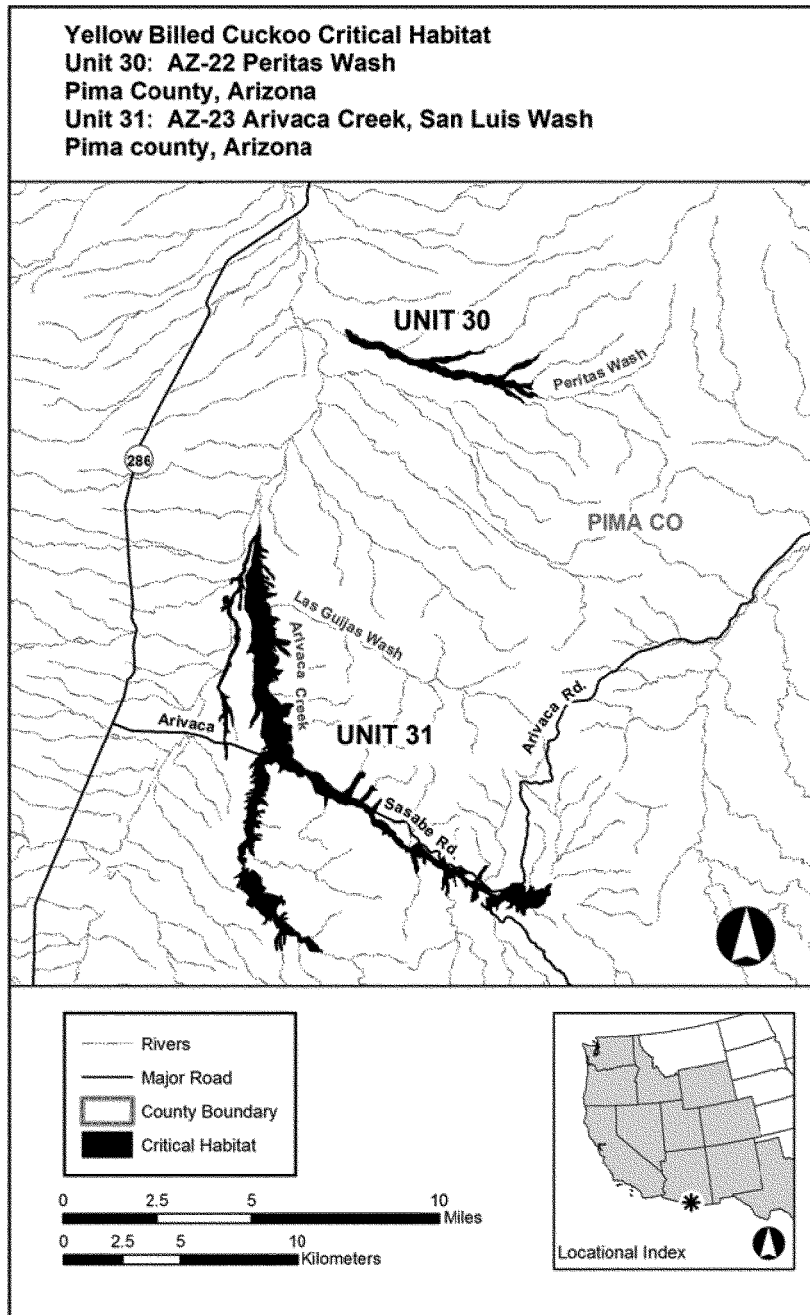 Yellow Billed Cuckoo Critical Habitat
Unit 30: AZ-22 Peritas Wash
Pima County, Arizona
Unit 31: AZ-23 Arivaca Creek, San Luis Wash
Pima county, Arizona
UNIT 30
Peritas Wash
286
PIMA CO
Las Guijas Wash
Arivaca Creek
Arivaca Rd.
Arivaca
UNIT 31
Sasabe Rd
Rivers
Major Road
County Boundary
Critical Habitat
0 2.5 5 10
Miles
0 2.5 5 10
Kilometers
Locational Index